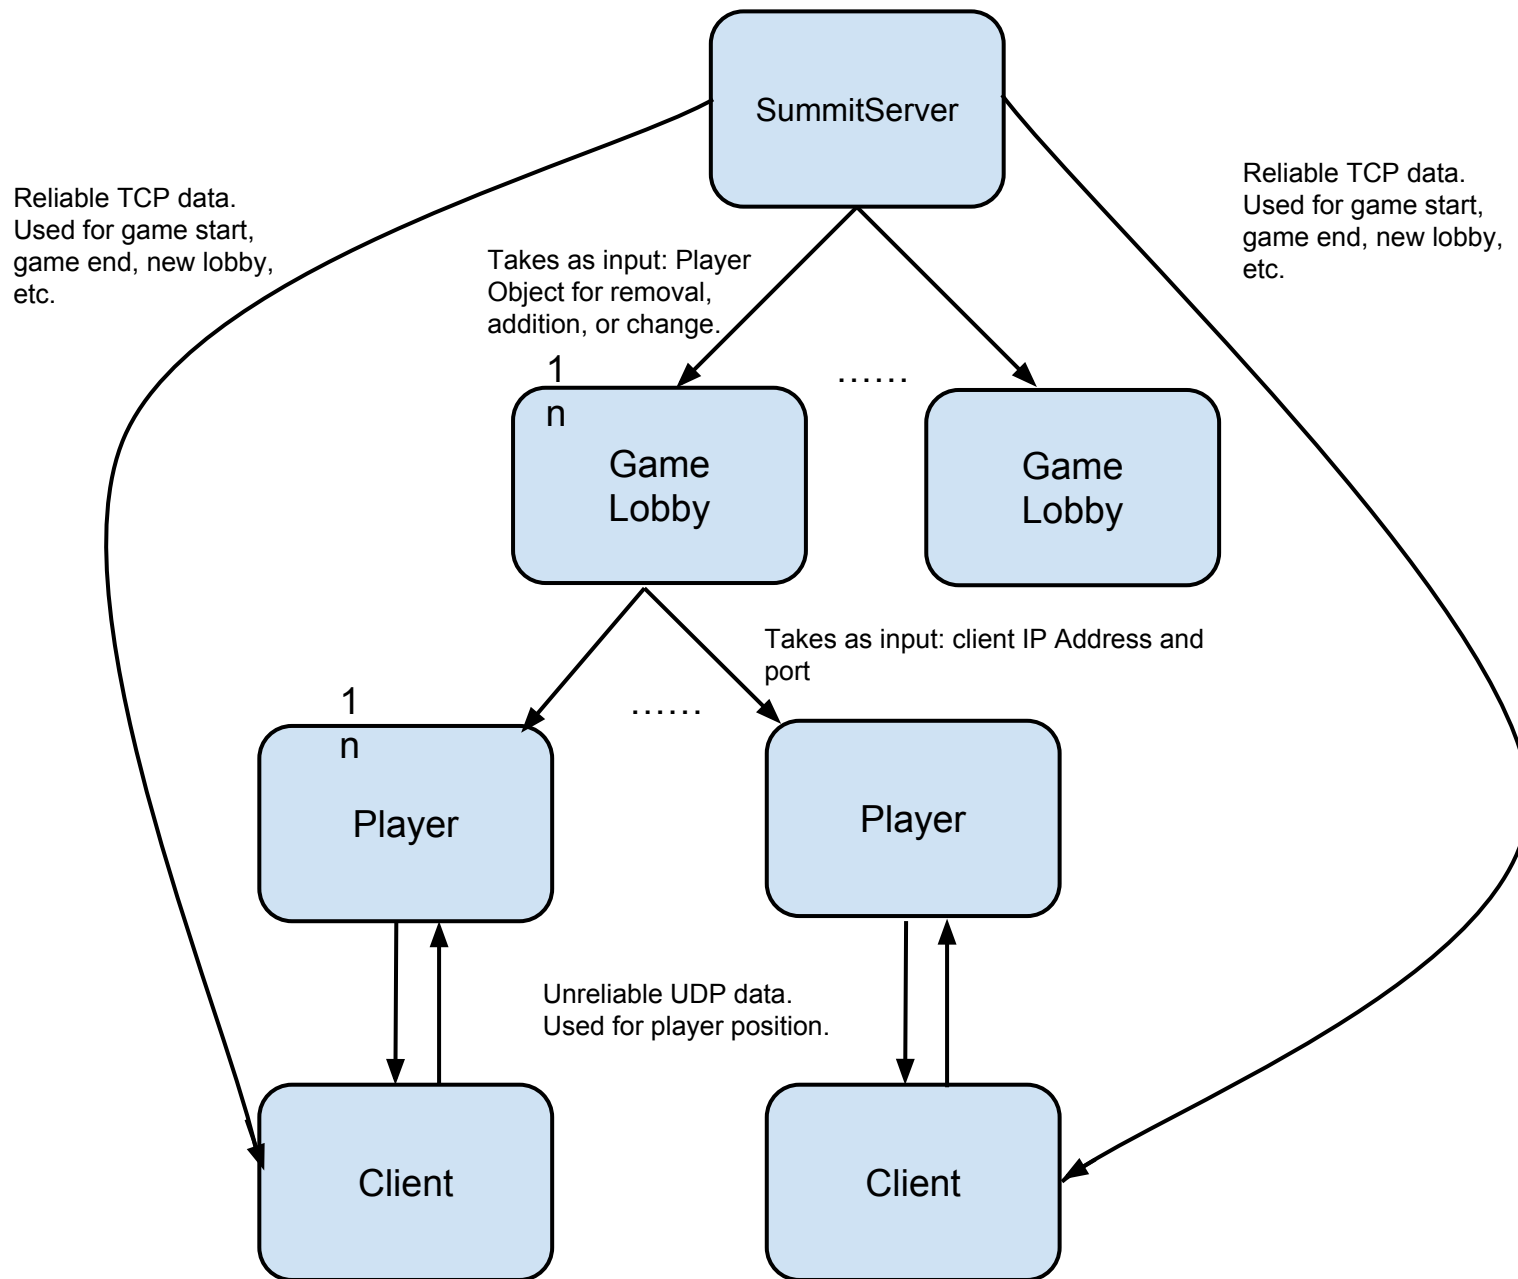 SummitServer
Reliable TCP data.
Used for game start,
game end, new lobby,
etc.
Reliable TCP data.
Used for game start,
game end, new lobby,
etc.
Takes as input: Player
Object for removal,
addition, or change.
1
n
......
Game
Lobby
Game
Lobby
Takes as input: client IP Address and
port
1
n
......
Player
Player
Unreliable UDP data.
Used for player position.
Client
Client